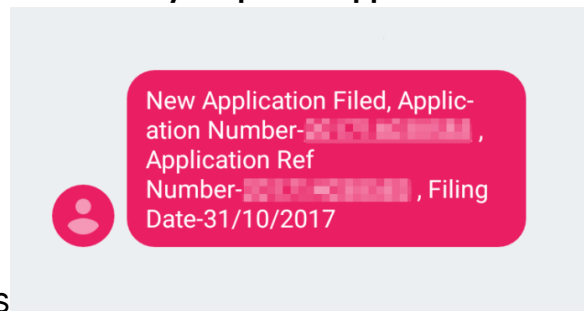 New Application Filed, Applic-
ation Number- ,
Application Ref
Number- , Filing
Date-31/10/2017
s